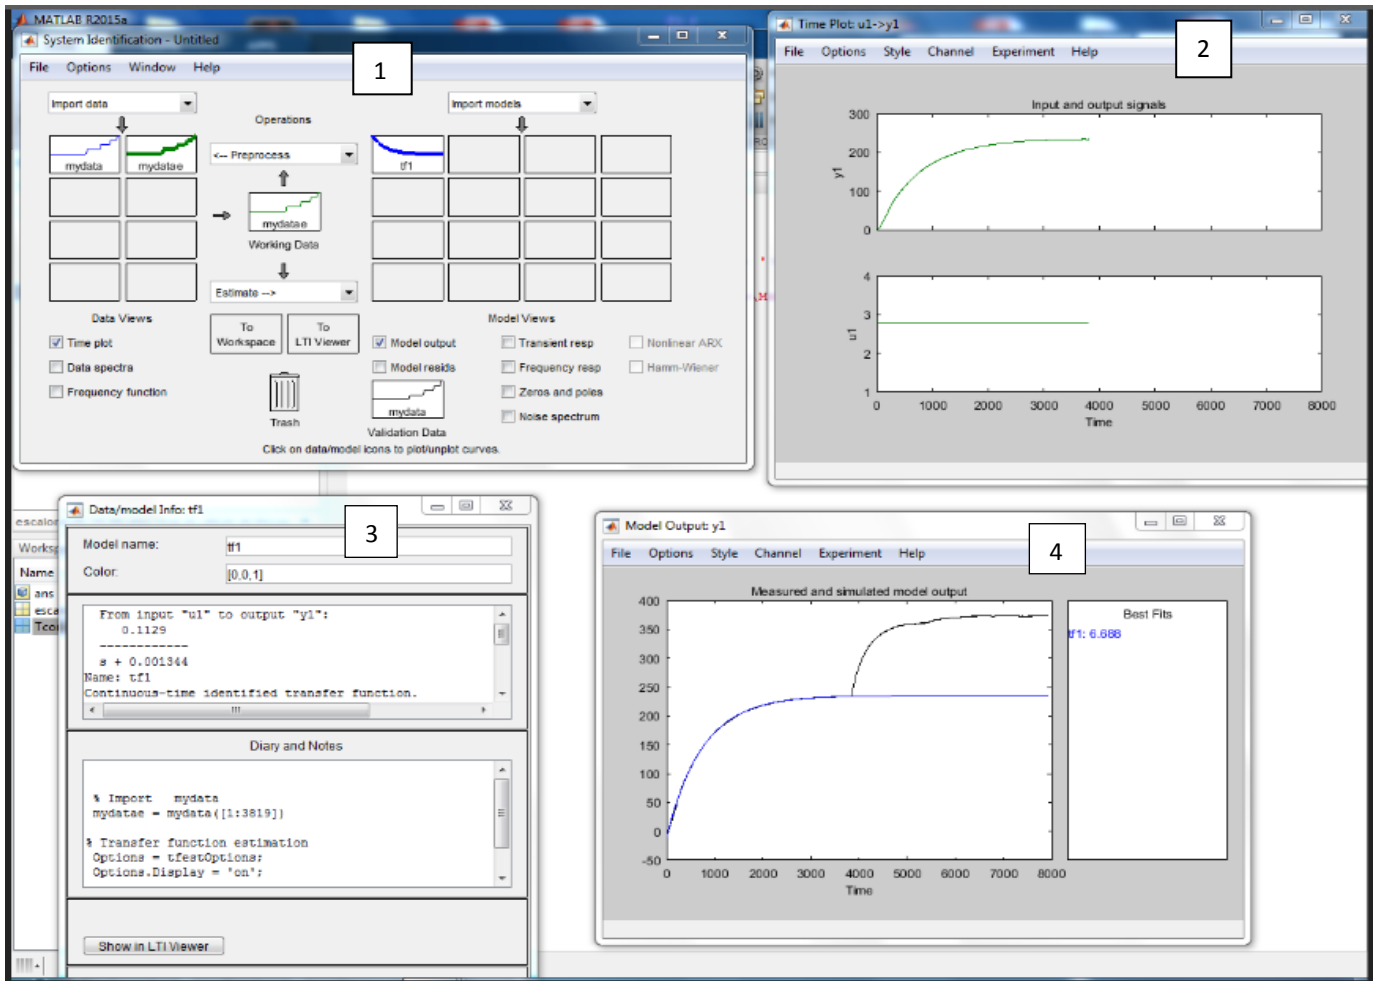 MATLAB R2015a
System Identification - Untitled
1
File Options Window Help
Import data
Import models
Operations
mydata mydatae
<-- Preprocess
tf1
mydatae
Working Data
Estimate -->
Data Views
To Workspace
To LTI Viewer
Model Views
Time plot
Data spectra
Frequency function
Model output
Model resids
Transient resp
Frequency resp
Zeros and poles
Noise spectrum
Nonlinear ARX
Hamm-Wiener
Trash
mydata
Validation Data
Click on data/model icons to plot/unplot curves.
Time Plot: u1->y1
2
File Options Style Channel Experiment Help
Input and output signals
300
200
100
0
y1
4
3
2
1
u1
0 1000 2000 3000 4000 5000 6000 7000 8000
Time
Name
ans
Data/model Info: tf1
3
Model name: tf1
Color: [0,0,1]
From input "u1" to output "y1":
0.1129
------------
s + 0.001344
Name: tf1
Continuous-time identified transfer function.
Diary and Notes
% Import mydata
mydatae = mydata([1:3819])
% Transfer function estimation
Options = tfestOptions;
Options.Display = 'on';
Show in LTI Viewer
Model Output: y1
4
File Options Style Channel Experiment Help
Measured and simulated model output
400
350
300
250
200
150
100
50
0
-50
0 1000 2000 3000 4000 5000 6000 7000 8000
Time
Best Fits
tf1: 6.688